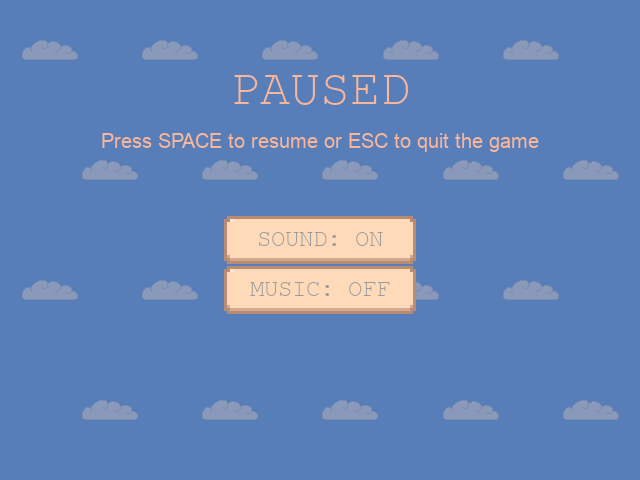 PAUSED
Press SPACE to resume or ESC to quit the game
SOUND: ON
MUSIC: OFF